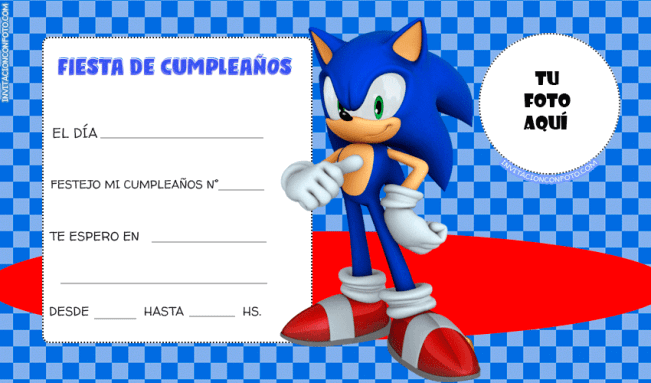 INVITACIONCONFOTO.COM
FIESTA DE CUMPLEAÑOS
EL DÍA
FESTEJO MI CUMPLEAÑOS N°
TE ESPERO EN
DESDE HASTA HS.
TU
FOTO
AQUÍ
INVITACIONCONFOTO.COM